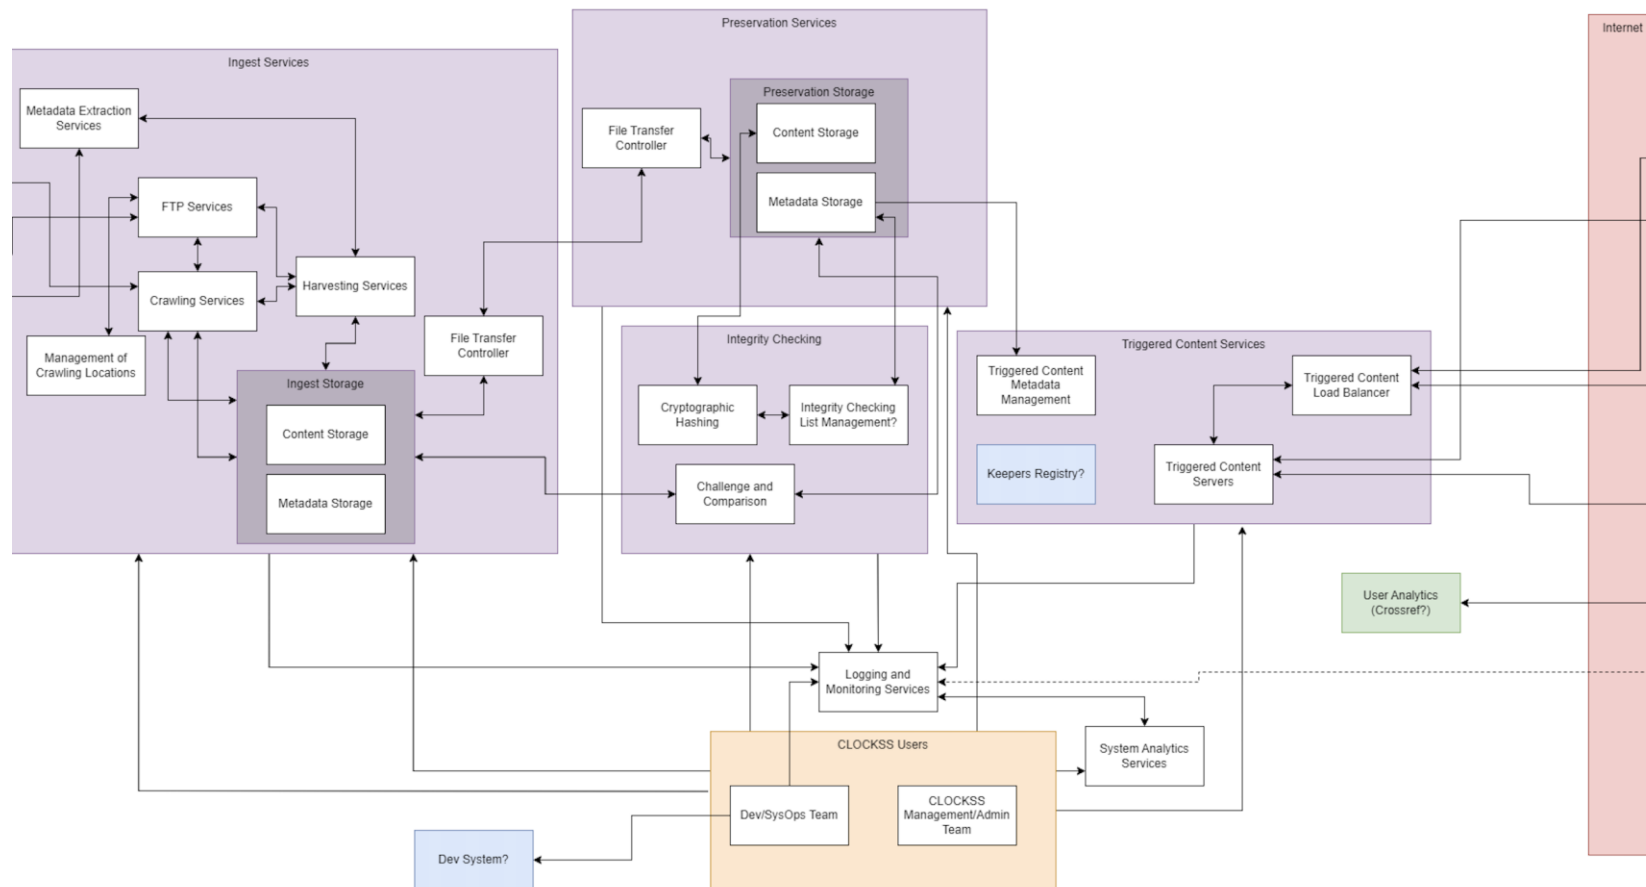 Ingest Services
Metadata Extraction
Services
FTP Services
Crawling Services
Harvesting Services
Management of
Crawling Locations
File Transfer
Controller
Ingest Storage
Content Storage
Metadata Storage
Preservation Services
File Transfer
Controller
Preservation Storage
Content Storage
Metadata Storage
Integrity Checking
Cryptographic
Hashing
Integrity Checking
List Management?
Challenge and
Comparison
Triggered Content Services
Triggered Content
Metadata
Management
Triggered Content
Load Balancer
Keepers Registry?
Triggered Content
Servers
Internet
User Analytics
(Crossref?)
Logging and
Monitoring Services
System Analytics
Services
CLOCKSS Users
Dev/SysOps Team
CLOCKSS
Management/Admin
Team
Dev System?